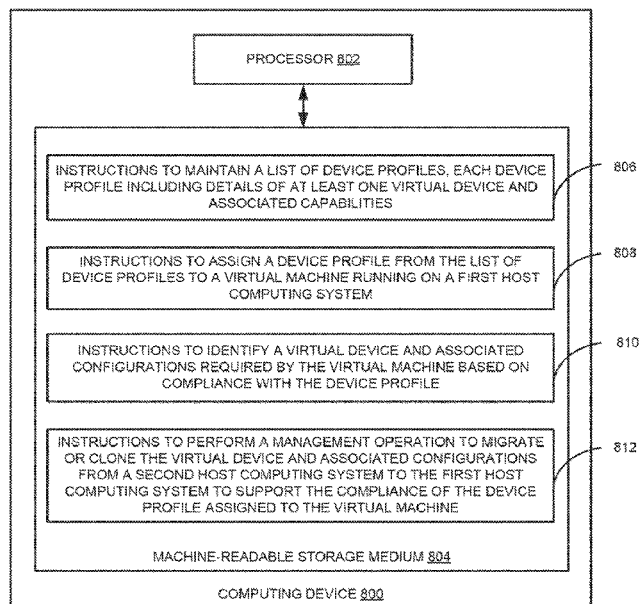 PROCESSOR 802
INSTRUCTIONS TO MAINTAIN A LIST OF DEVICE PROFILES, EACH DEVICE
PROFILE INCLUDING DETAILS OF AT LEAST ONE VIRTUAL DEVICE AND
ASSOCIATED CAPABILITIES
806
INSTRUCTIONS TO ASSIGN A DEVICE PROFILE FROM THE LIST OF
DEVICE PROFILES TO A VIRTUAL MACHINE RUNNING ON A FIRST HOST
COMPUTING SYSTEM
808
INSTRUCTIONS TO IDENTIFY A VIRTUAL DEVICE AND ASSOCIATED
CONFIGURATIONS REQUIRED BY THE VIRTUAL MACHINE BASED ON
COMPLIANCE WITH THE DEVICE PROFILE
810
INSTRUCTIONS TO PERFORM A MANAGEMENT OPERATION TO MIGRATE
OR CLONE THE VIRTUAL DEVICE AND ASSOCIATED CONFIGURATIONS
FROM A SECOND HOST COMPUTING SYSTEM TO THE FIRST HOST
COMPUTING SYSTEM TO SUPPORT THE COMPLIANCE OF THE DEVICE
PROFILE ASSIGNED TO THE VIRTUAL MACHINE
812
MACHINE-READABLE STORAGE MEDIUM 804
COMPUTING DEVICE 800